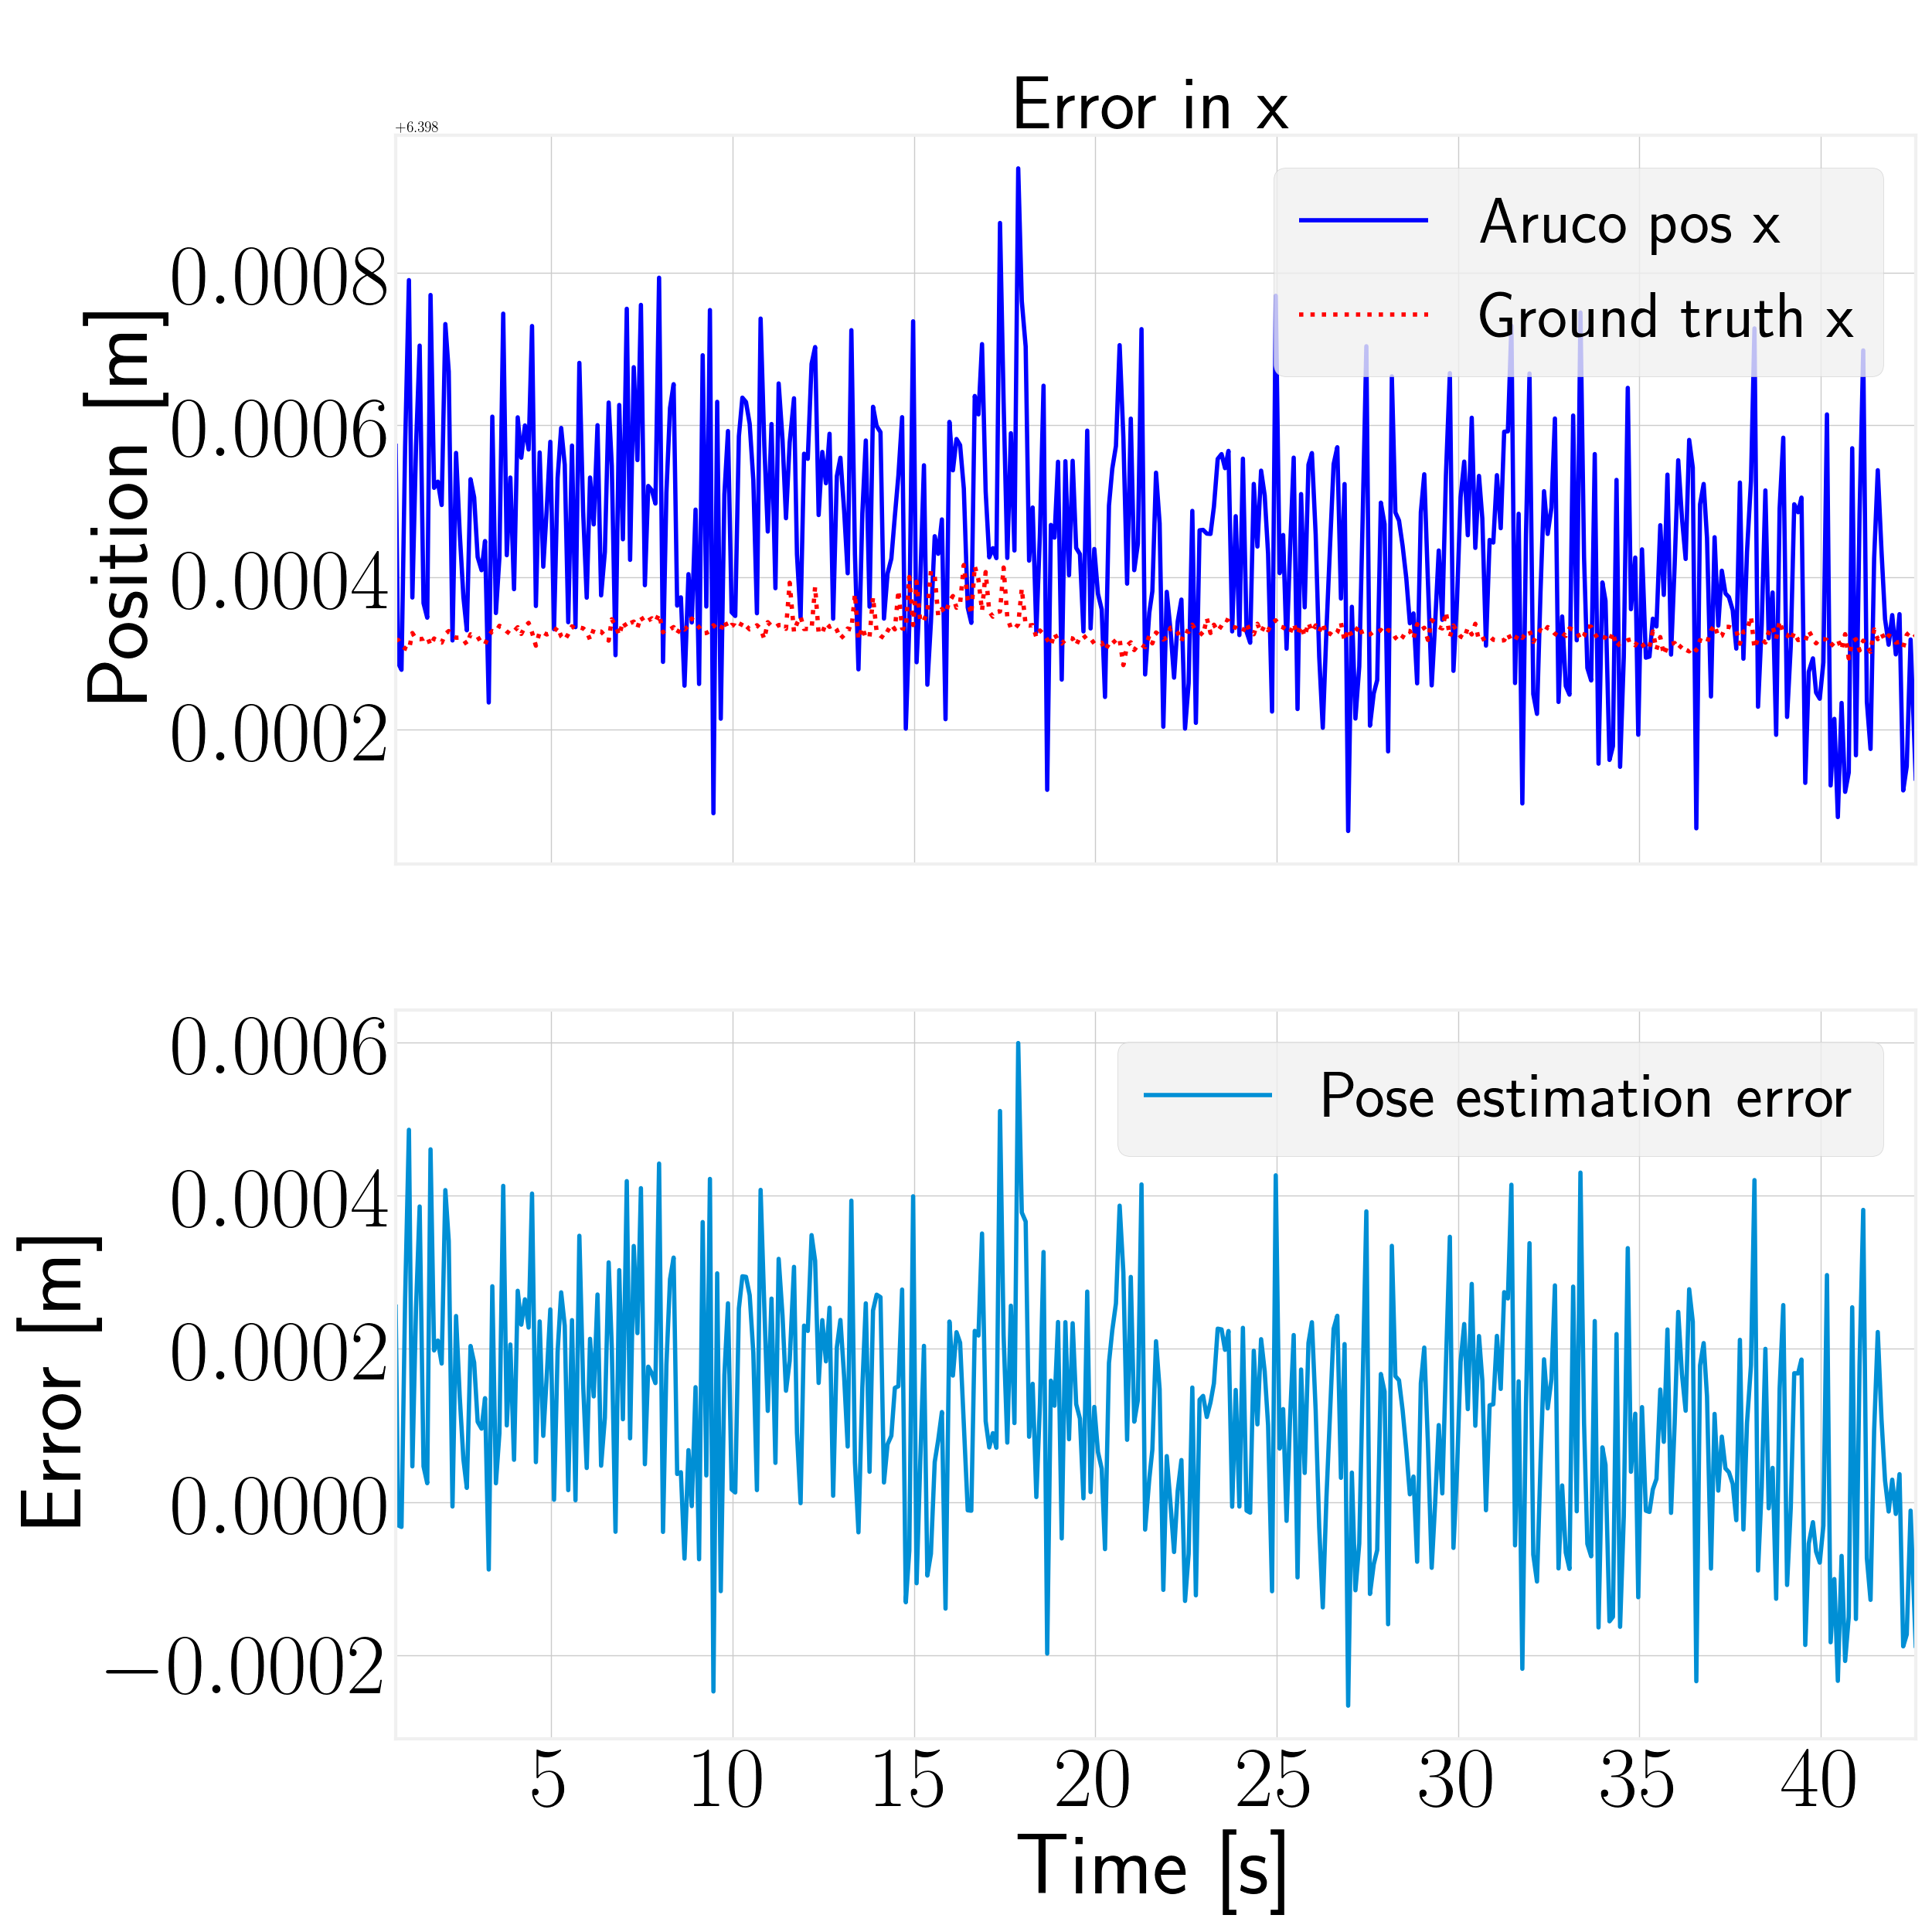 Error in x
+6.398
Aruco pos x
Ground truth x
0.0008
0.0006
0.0004
0.0002
Position [m]
Pose estimation error
0.0006
0.0004
0.0002
0.0000
−0.0002
Error [m]
5 10 15 20 25 30 35 40
Time [s]